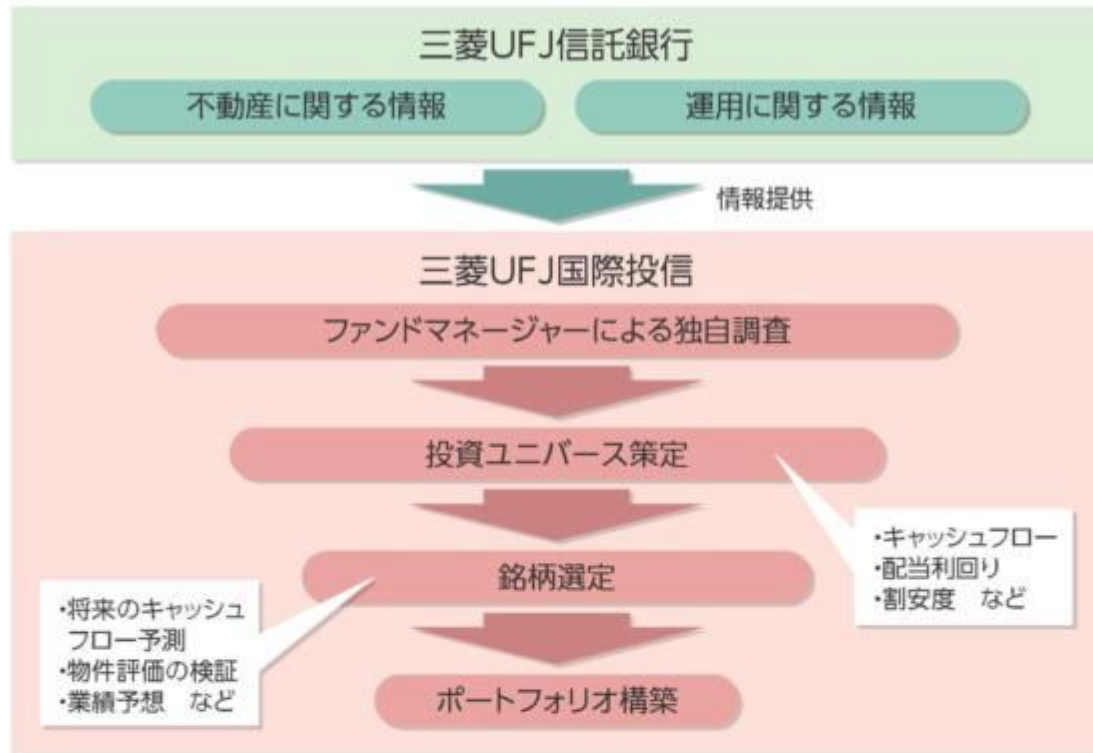 三菱UFJ信託銀行
不動産に関する情報
運用に関する情報
情報提供
三菱UFJ国際投信
ファンドマネージャーによる独自調査
投資ユニバース策定
・キャッシュフロー
・配当利回り
・割安度 など
銘柄選定
・将来のキャッシュ
フロー予測
・物件評価の検証
・業績予想 など
ポートフォリオ構築